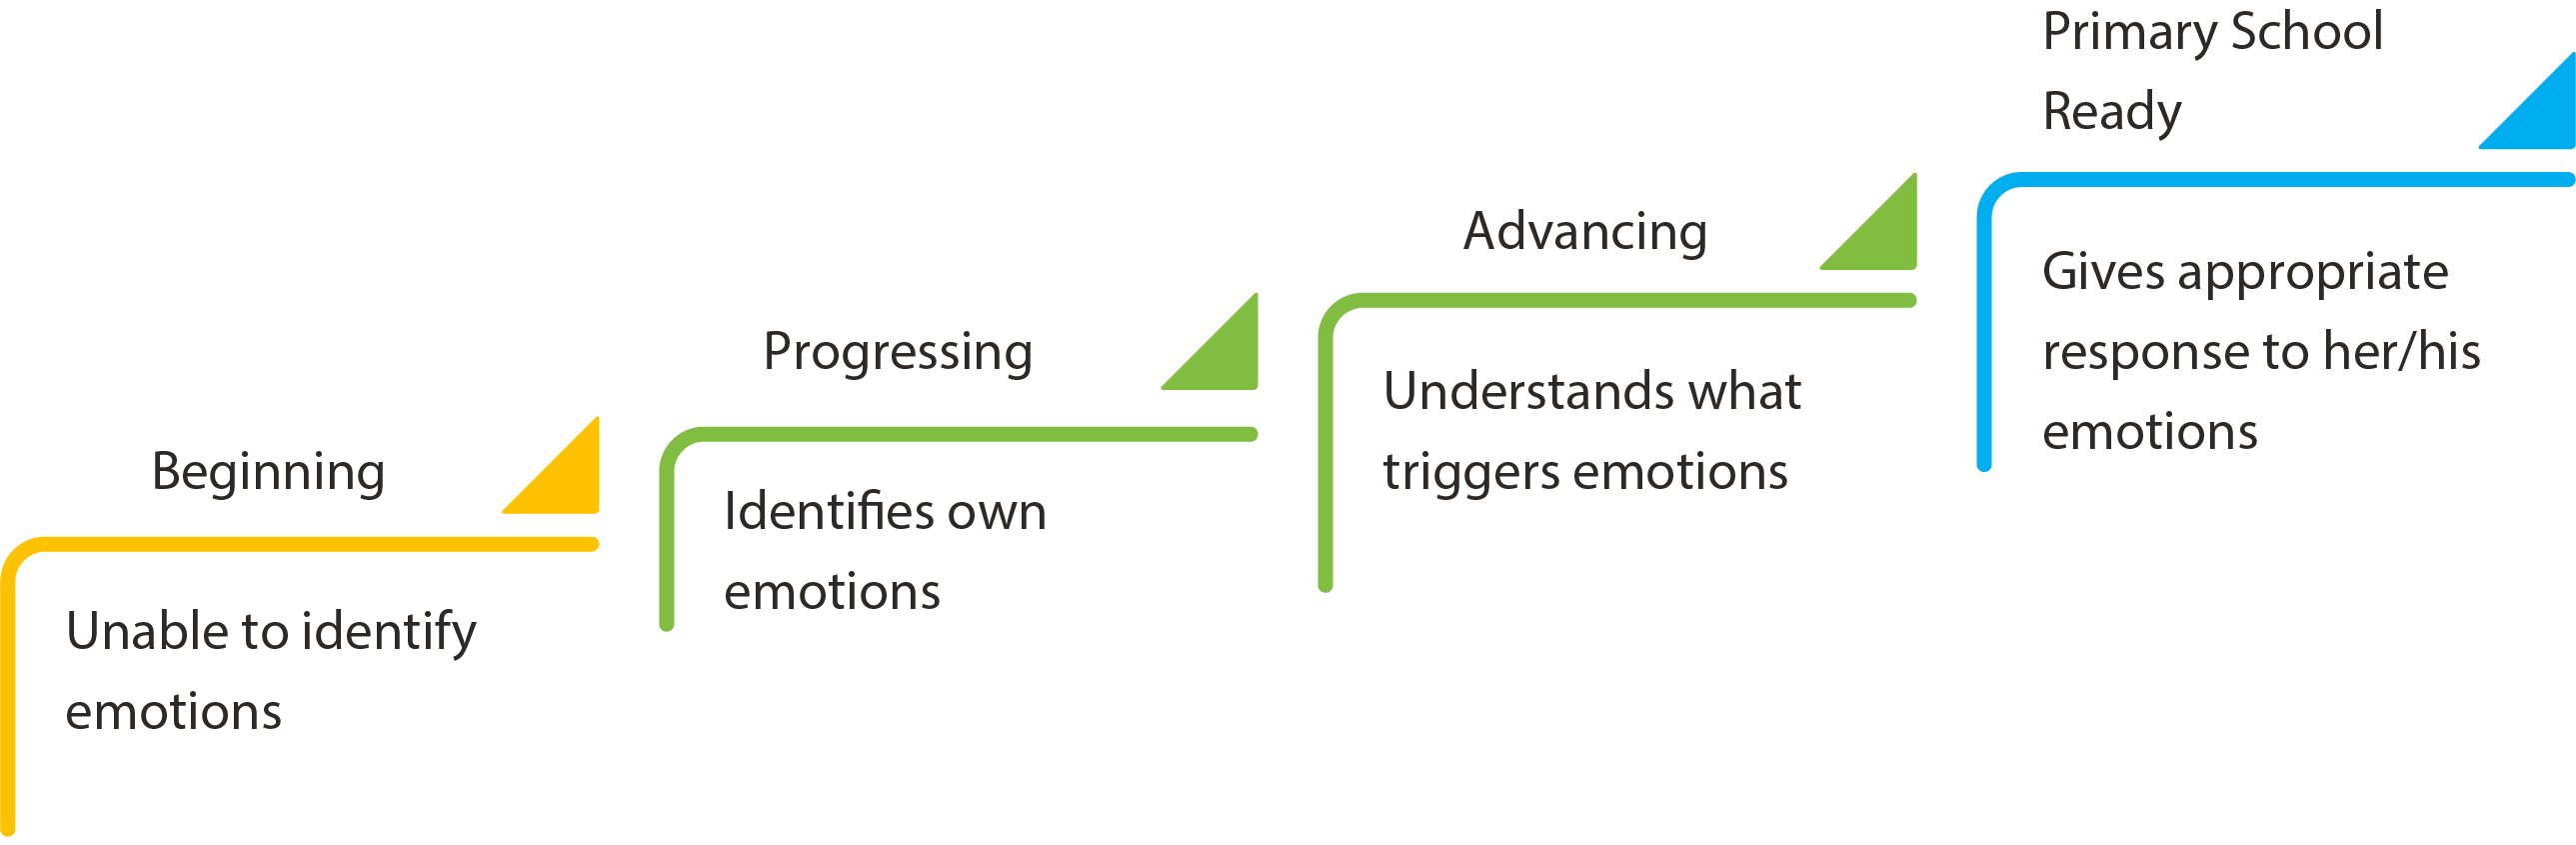 Beginning
Unable to identify
emotions
Progressing
Identifies own
emotions
Advancing
Understands what
triggers emotions
Primary School
Ready
Gives appropriate
response to her/his
emotions